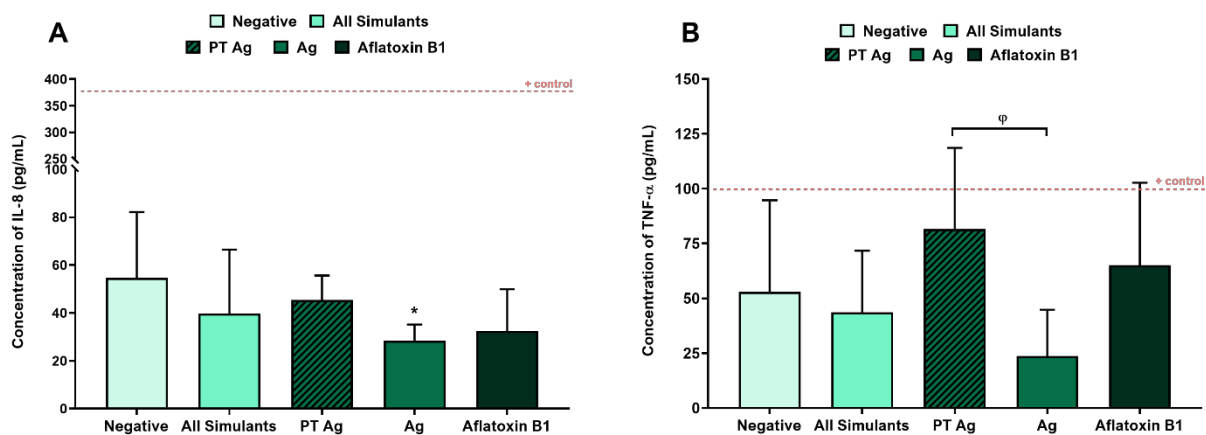 A
Negative
All Simulants
PT Ag
Ag
Aflatoxin B1
Concentration of IL-8 (pg/mL)
400
350
300
250
100
80
60
40
20
0
+ control
*
Negative
All Simulants
PT Ag
Ag
Aflatoxin B1
B
Negative
All Simulants
PT Ag
Ag
Aflatoxin B1
Concentration of TNF-α (pg/mL)
150
125
100
75
50
25
0
φ
+ control
Negative
All Simulants
PT Ag
Ag
Aflatoxin B1